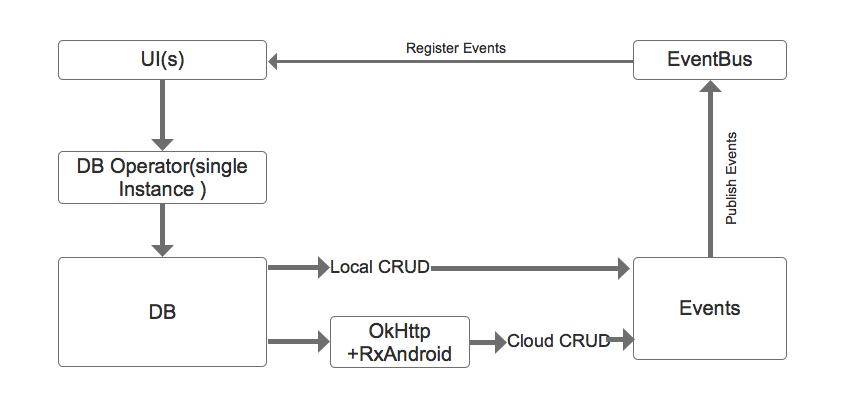 Register Events
UI(s)
EventBus
DB Operator(single
Instance )
Publish Events
Local CRUD
DB
Events
OkHttp
+RxAndroid
Cloud CRUD